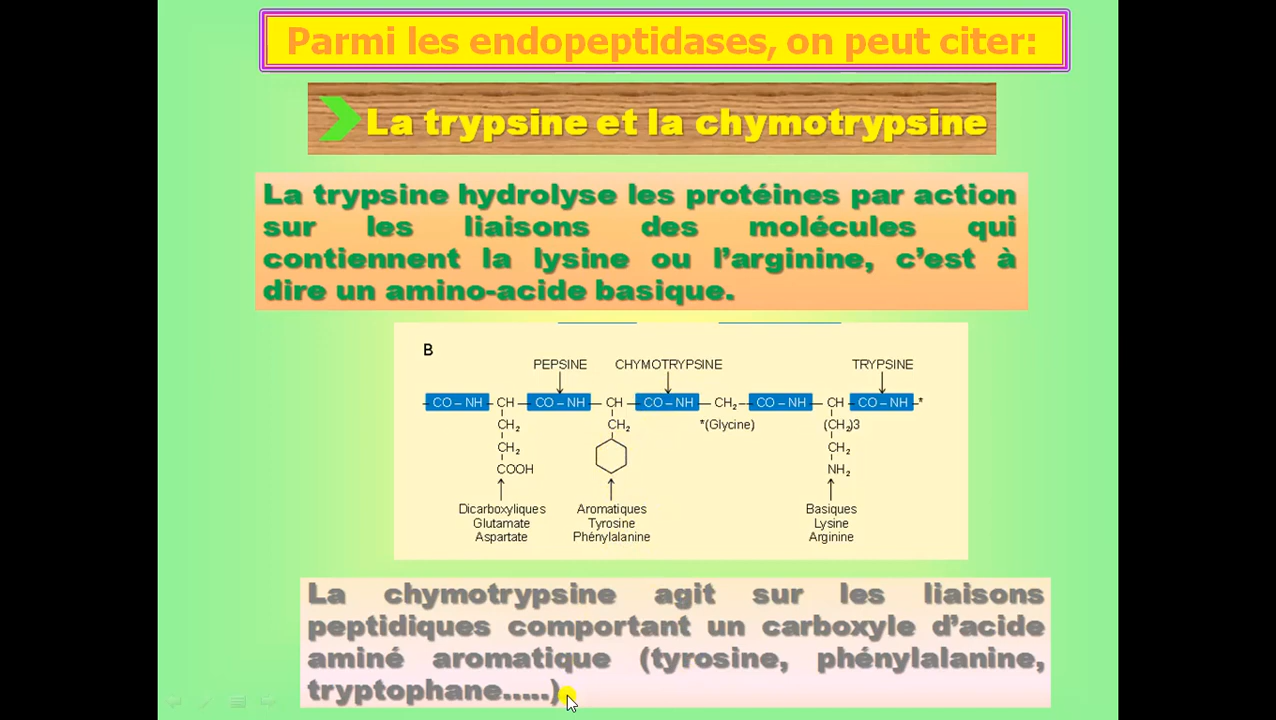 Parmi les endopeptidases, on peut citer:
La trypsine et la chymotrypsine
La trypsine hydrolyse les protéines par action
sur les liaisons des molécules qui
contiennent la lysine ou l’arginine, c’est à
dire un amino-acide basique.
B
PEPSINE CHYMOTRYPSINE TRYPSINE
CO – NH CH CO – NH CH CO – NH CH₂ CO – NH CH CO – NH *
CH₂ CH₂ *(Glycine) (CH₂)3
CH₂ CH₂
COOH NH₂
Dicarboxyliques Aromatiques Basiques
Glutamate Tyrosine Lysine
Aspartate Phénylalanine Arginine
La chymotrypsine agit sur les liaisons
peptidiques comportant un carboxyle d’acide
aminé aromatique (tyrosine, phénylalanine,
tryptophane…..)